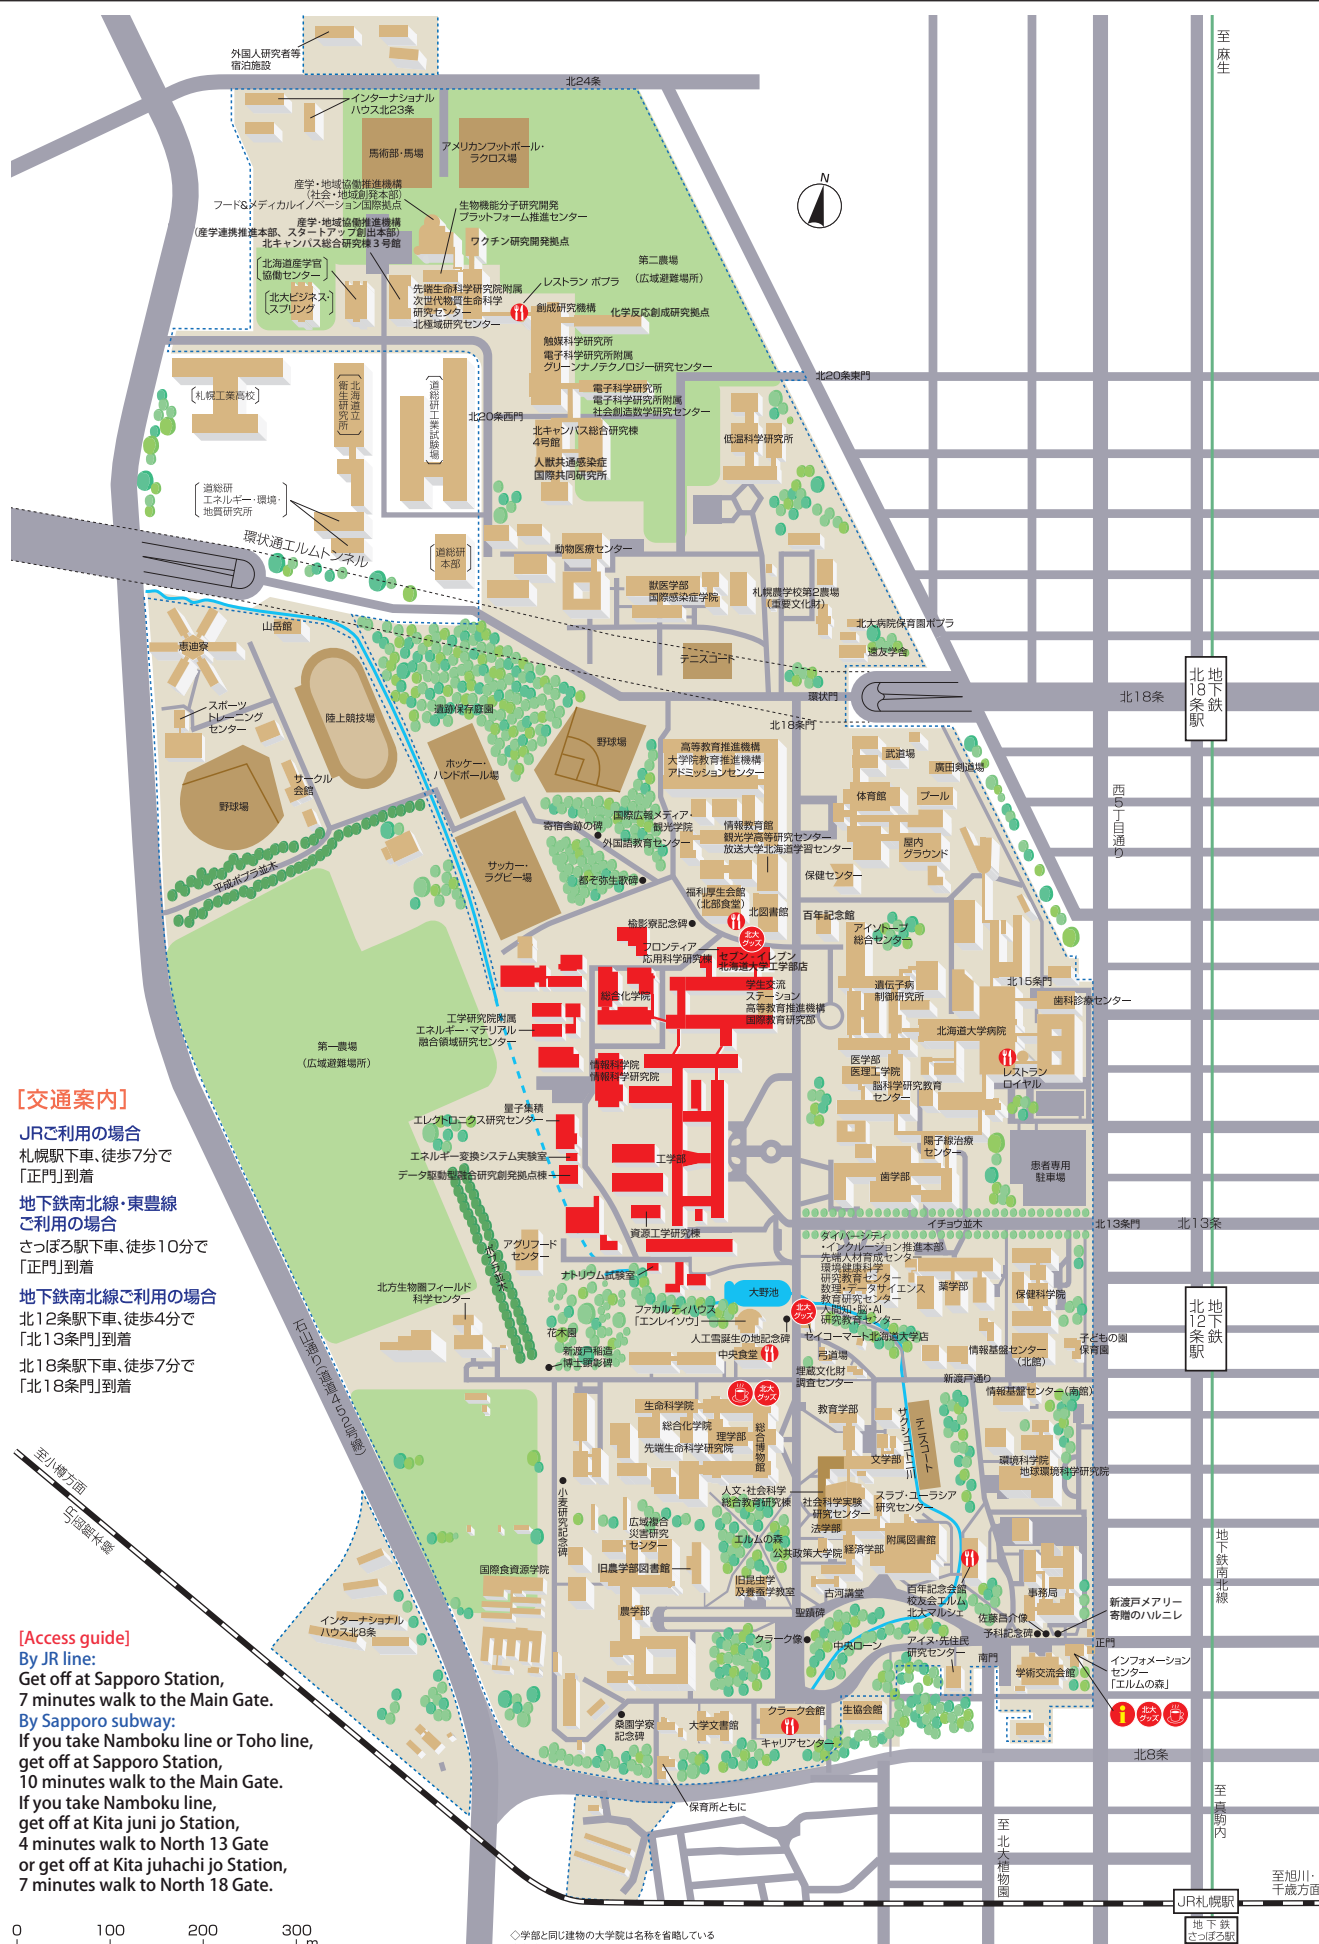 至 麻生
外国人研究者等
宿泊施設
北24条
インターナショナル
ハウス北23条
馬術部・馬場
アメリカンフットボール・
ラクロス場
N
産学・地域協働推進機構
(社会・地域創発本部)
フード&メディカルイノベーション国際拠点
産学・地域協働推進機構
(産学連携推進本部、スタートアップ創出本部)
北キャンパス総合研究棟3号館
生物機能分子研究開発
プラットフォーム推進センター
ワクチン研究開発拠点
第二農場
(広域避難場所)
北海道産学官
協働センター
北大ビジネス・
スプリング
レストラン ポプラ
先端生命科学研究院附属
次世代物質生命科学
研究センター
北極域研究センター
創成研究機構
化学反応創成研究拠点
触媒科学研究所
電子科学研究所附属
グリーンナノテクノロジー研究センター
電子科学研究所
電子科学研究所附属
社会創造数学研究センター
北20条東門
札幌工業高校
北海道立
衛生研究所
道総研工業試験場
北20条西門
北キャンパス総合研究棟
4号館
低温科学研究所
人獣共通感染症
国際共同研究所
道総研
エネルギー・環境・
地質研究所
環状通エルムトンネル
道総研
本部
動物医療センター
獣医学部
国際感染症学院
札幌農学校第2農場
(重要文化財)
北大病院保育園ポプラ
遠友学舎
山岳館
恵迪寮
テニスコート
環状門
北18条
地下鉄
北18条駅
スポーツ
トレーニング
センター
陸上競技場
遺跡保存庭園
北18条門
野球場
高等教育推進機構
大学院教育推進機構
アドミッションセンター
武道場
廣田剣道場
ホッケー・
ハンドボール場
サークル
会館
野球場
体育館
プール
西5丁目通り
国際広報メディア・
観光学院
寄宿舎跡の碑
外国語教育センター
情報教育館
観光学高等研究センター
放送大学北海道学習センター
屋内
グラウンド
サッカー・
ラグビー場
都ぞ弥生歌碑
保健センター
平成ポプラ並木
福利厚生会館
(北部食堂)
北図書館
百年記念館
楡影寮記念碑
北大
グッズ
アイソトープ
総合センター
フロンティア
応用科学研究棟
セブン-イレブン
北海道大学工学部店
学生交流
ステーション
高等教育推進機構
国際教育研究部
総合化学院
遺伝子病
制御研究所
北15条門
歯科診療センター
工学研究院附属
エネルギー・マテリアル
融合領域研究センター
北海道大学病院
第一農場
(広域避難場所)
情報科学院
情報科学研究院
医学部
医理工学院
レストラン
ロイヤル
脳科学研究教育
センター
量子集積
エレクトロニクス研究センター
陽子線治療
センター
エネルギー変換システム実験室
工学部
データ駆動型融合研究創発拠点棟
歯学部
患者専用
駐車場
[交通案内]
JRご利用の場合
札幌駅下車、徒歩7分で
「正門」到着
地下鉄南北線・東豊線
ご利用の場合
さっぽろ駅下車、徒歩10分で
「正門」到着
地下鉄南北線ご利用の場合
北12条駅下車、徒歩4分で
「北13条門」到着
北18条駅下車、徒歩7分で
「北18条門」到着
イチョウ並木
北13条門
北13条
資源工学研究棟
アグリフード
センター
ポプラ並木
ナトリウム試験室
ダイバーシティ
・インクルージョン推進本部
先端人材育成センター
環境健康科学
研究教育センター
数理・データサイエンス
教育研究センター
人間知・脳・AI
研究教育センター
薬学部
保健科学院
地下鉄
北12条駅
北方生物圏フィールド
科学センター
大野池
ファカルティハウス
「エンレイソウ」
北大
グッズ
人工雪誕生の地記念碑
セイコーマート北海道大学店
花木園
中央食堂
弓道場
情報基盤センター
(北館)
子どもの園
保育園
新渡戸稲造
博士顕彰碑
埋蔵文化財
調査センター
新渡戸通り
情報基盤センター(南館)
石山通り(道道452号線)
北大
グッズ
生命科学院
総合化学院
理学部
先端生命科学研究院
総合博物館
教育学部
サクシュコトニ川
テニスコート
文学部
環境科学院
地球環境科学研究院
至小樽方面
JR函館本線
人文・社会科学
総合教育研究棟
社会科学実験
研究センター
スラブ・ユーラシア
研究センター
小麦研究記念碑
広域複合
災害研究
センター
法学部
エルムの森
公共政策大学院
経済学部
附属図書館
地下鉄南北線
国際食資源学院
旧農学部図書館
旧昆虫学
及養蚕学教室
古河講堂
百年記念会館
校友会エルム
北大マルシェ
事務局
農学部
聖蹟碑
佐藤昌介像
予科記念碑
新渡戸メアリー
寄贈のハルニレ
インターナショナル
ハウス北8条
クラーク像
中央ローン
アイヌ・先住民
研究センター
南門
正門
学術交流会館
インフォメーション
センター
「エルムの森」
i
北大
グッズ
桑園学寮
記念碑
大学文書館
クラーク会館
キャリアセンター
生協会館
北8条
保育所ともに
[Access guide]
By JR line:
Get off at Sapporo Station,
7 minutes walk to the Main Gate.
By Sapporo subway:
If you take Namboku line or Toho line,
get off at Sapporo Station,
10 minutes walk to the Main Gate.
If you take Namboku line,
get off at Kita juni jo Station,
4 minutes walk to North 13 Gate
or get off at Kita juhachi jo Station,
7 minutes walk to North 18 Gate.
至 真駒内
至 北大植物園
至旭川・
千歳方面
JR札幌駅
地下鉄
さっぽろ駅
0 100 200 300
m
◇学部と同じ建物の大学院は名称を省略している